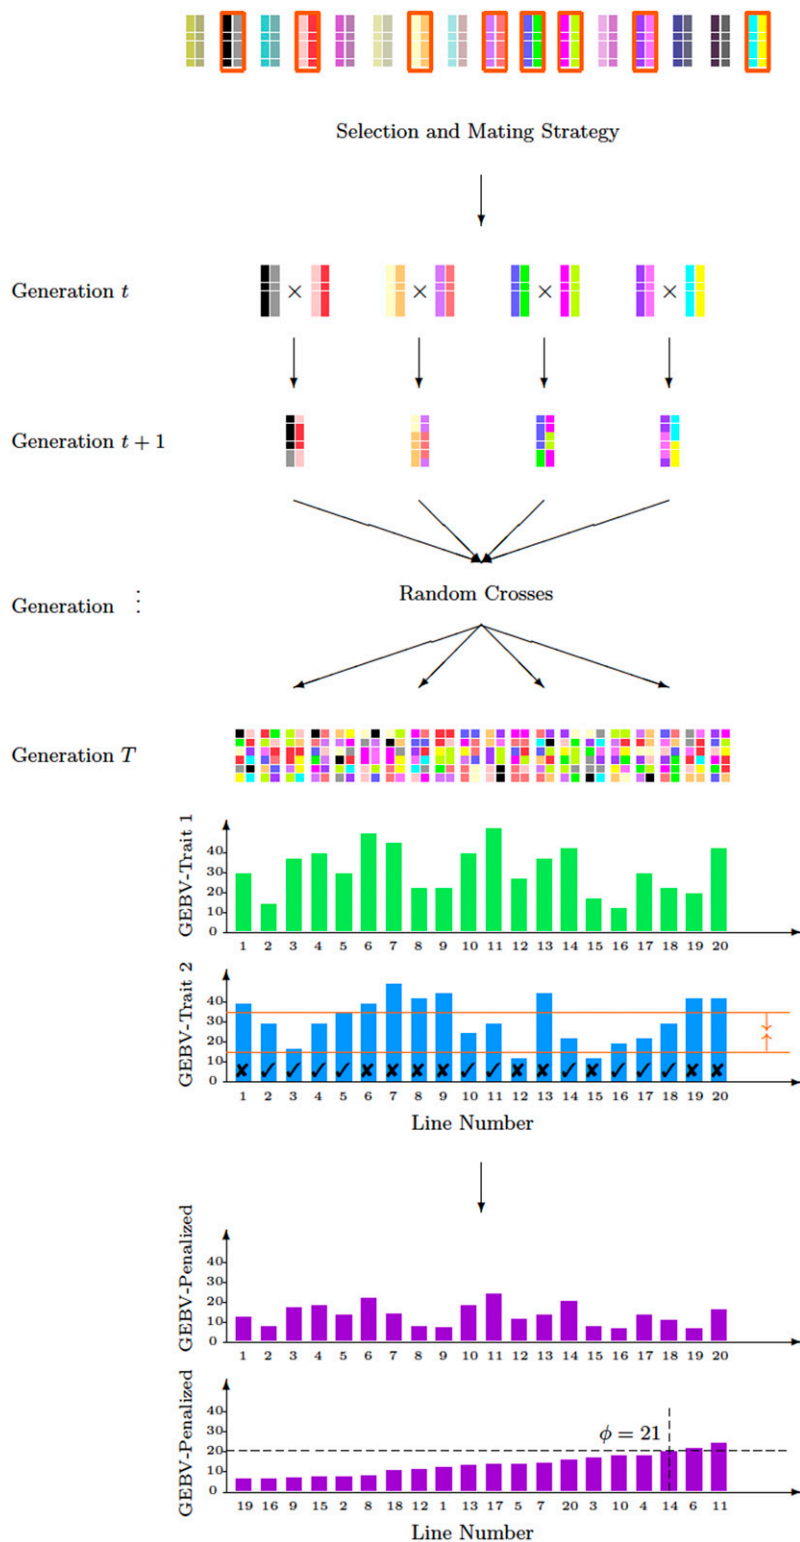 Selection and Mating Strategy
Generation t
× × × ×
Generation t + 1
Generation ⋮
Random Crosses
Generation T
GEBV-Trait 1
40
30
20
10
0
1 2 3 4 5 6 7 8 9 10 11 12 13 14 15 16 17 18 19 20
GEBV-Trait 2
40
30
20
10
0
✘ ✓ ✓ ✓ ✓ ✘ ✘ ✘ ✘ ✓ ✓ ✘ ✘ ✓ ✘ ✓ ✓ ✓ ✘ ✘
1 2 3 4 5 6 7 8 9 10 11 12 13 14 15 16 17 18 19 20
Line Number
GEBV-Penalized
40
30
20
10
0
1 2 3 4 5 6 7 8 9 10 11 12 13 14 15 16 17 18 19 20
GEBV-Penalized
40
30
20
10
0
ϕ = 21
19 16 9 15 2 8 18 12 1 13 17 5 7 20 3 10 4 14 6 11
Line Number